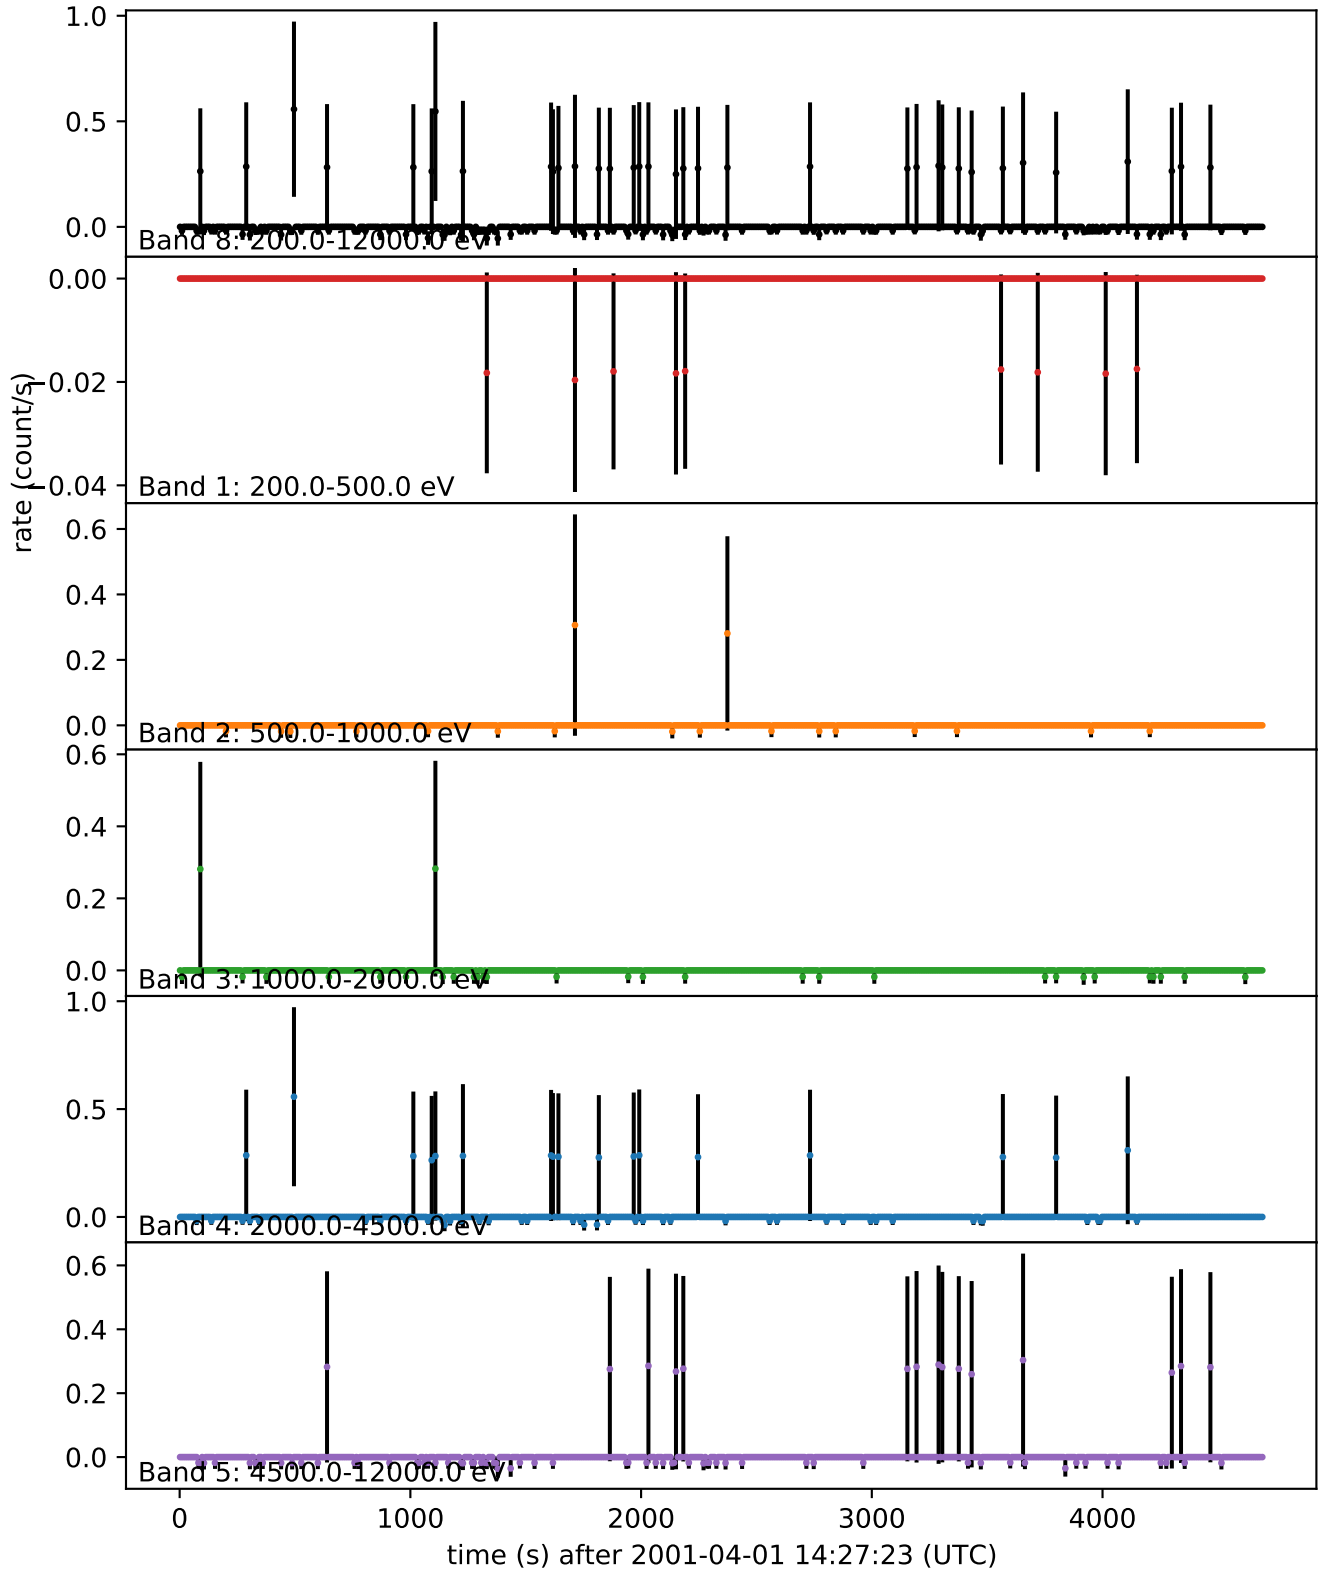 1.0
0.5
0.0
Band 8: 200.0-12000.0 eV
0.00
−0.02
−0.04
Band 1: 200.0-500.0 eV
rate (count/s)
0.6
0.4
0.2
0.0
Band 2: 500.0-1000.0 eV
0.6
0.4
0.2
0.0
Band 3: 1000.0-2000.0 eV
1.0
0.5
0.0
Band 4: 2000.0-4500.0 eV
0.6
0.4
0.2
0.0
Band 5: 4500.0-12000.0 eV
0 1000 2000 3000 4000
time (s) after 2001-04-01 14:27:23 (UTC)